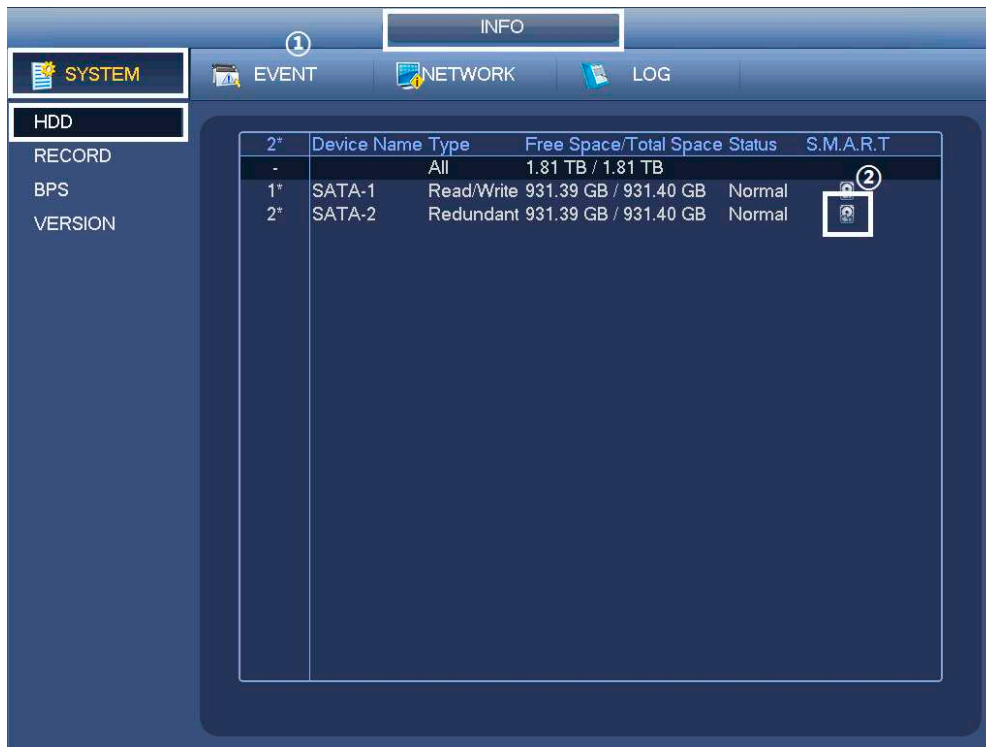 INFO
①
SYSTEM EVENT NETWORK LOG
HDD
RECORD
BPS
VERSION
2* Device Name Type Free Space/Total Space Status S.M.A.R.T
- All 1.81 TB / 1.81 TB
②
1* SATA-1 Read/Write 931.39 GB / 931.40 GB Normal
2* SATA-2 Redundant 931.39 GB / 931.40 GB Normal